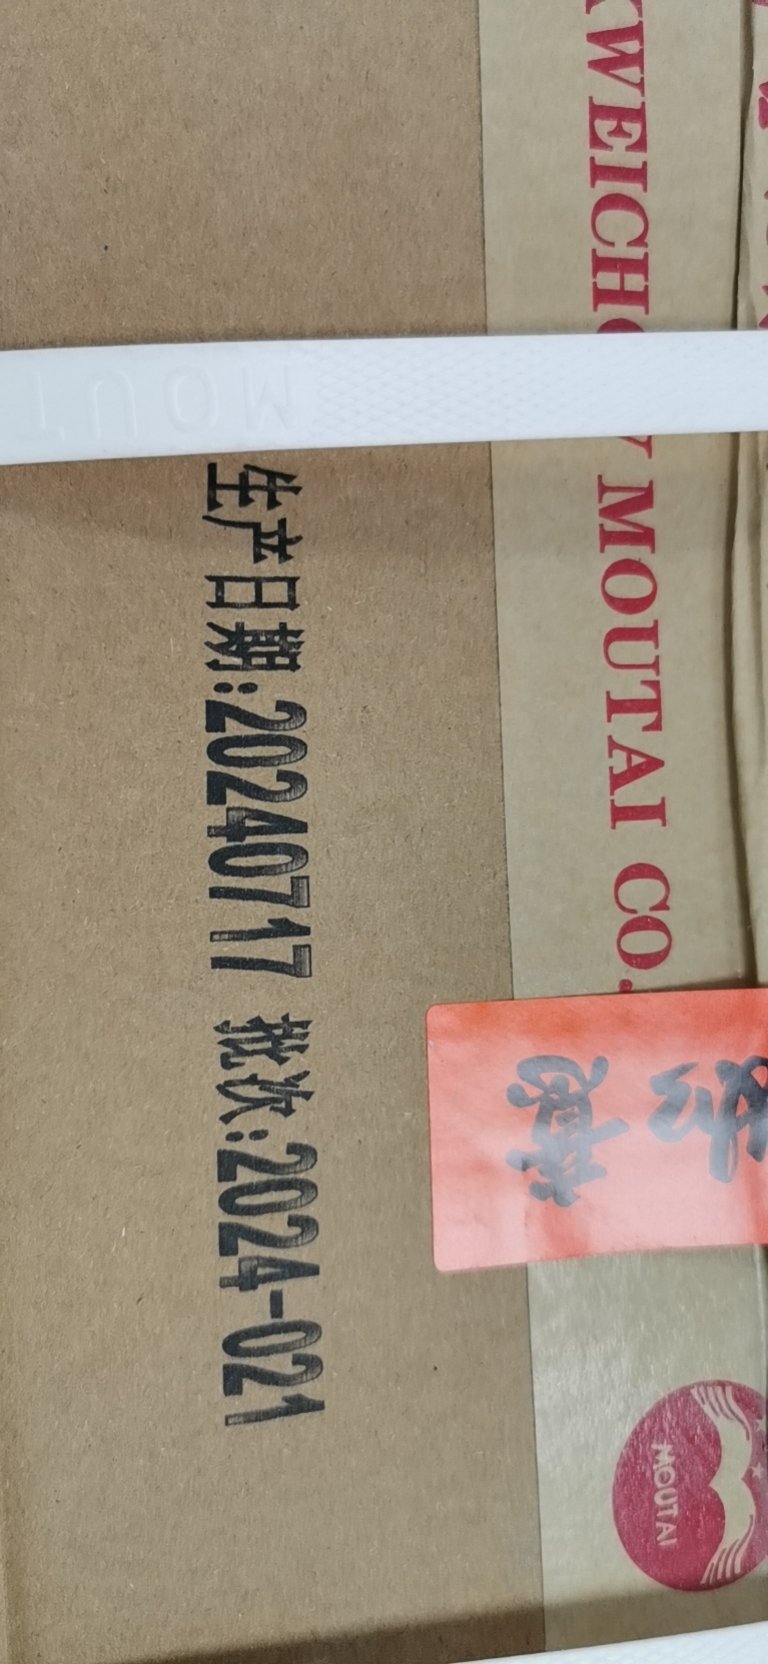 KWEICHOW MOUTAI CO.
MOUT
生产日期:20240717 批次:2024-021
MOUTAI